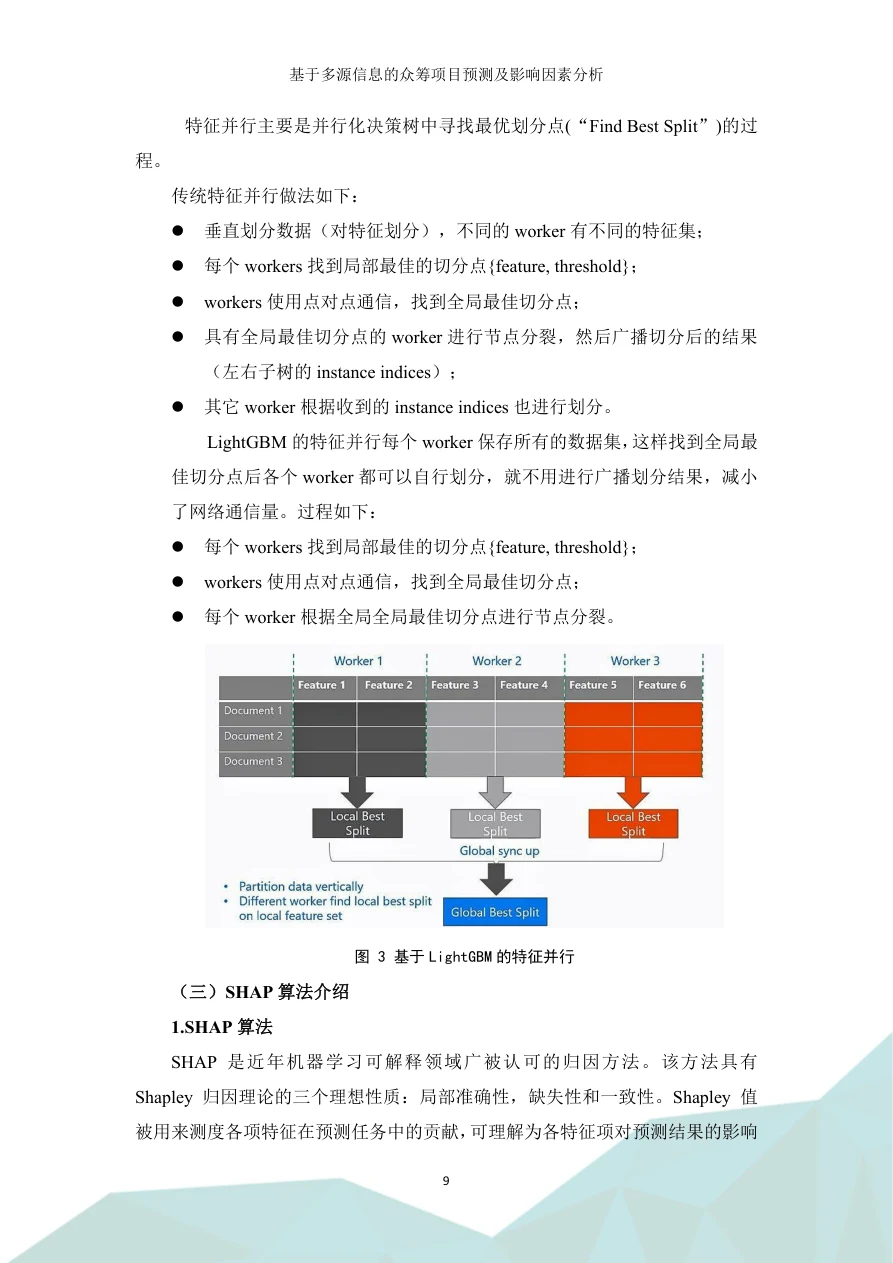 基于多源信息的众筹项目预测及影响因素分析
特征并行主要是并行化决策树中寻找最优划分点(“Find Best Split”)的过
程。
传统特征并行做法如下：
● 垂直划分数据（对特征划分），不同的 worker 有不同的特征集；
● 每个 workers 找到局部最佳的切分点{feature, threshold}；
● workers 使用点对点通信，找到全局最佳切分点；
● 具有全局最佳切分点的 worker 进行节点分裂，然后广播切分后的结果
（左右子树的 instance indices）；
● 其它 worker 根据收到的 instance indices 也进行划分。
LightGBM 的特征并行每个 worker 保存所有的数据集，这样找到全局最
佳切分点后各个 worker 都可以自行划分，就不用进行广播划分结果，减小
了网络通信量。过程如下：
● 每个 workers 找到局部最佳的切分点{feature, threshold}；
● workers 使用点对点通信，找到全局最佳切分点；
● 每个 worker 根据全局全局最佳切分点进行节点分裂。
Worker 1 Worker 2 Worker 3
Feature 1 Feature 2 Feature 3 Feature 4 Feature 5 Feature 6
Document 1
Document 2
Document 3
Local Best Split
Local Best Split
Local Best Split
Global sync up
• Partition data vertically
• Different worker find local best split
on local feature set
Global Best Split
图 3 基于 LightGBM 的特征并行
（三）SHAP 算法介绍
1.SHAP 算法
SHAP 是近年机器学习可解释领域广被认可的归因方法。该方法具有
Shapley 归因理论的三个理想性质：局部准确性，缺失性和一致性。Shapley 值
被用来测度各项特征在预测任务中的贡献，可理解为各特征项对预测结果的影响
9